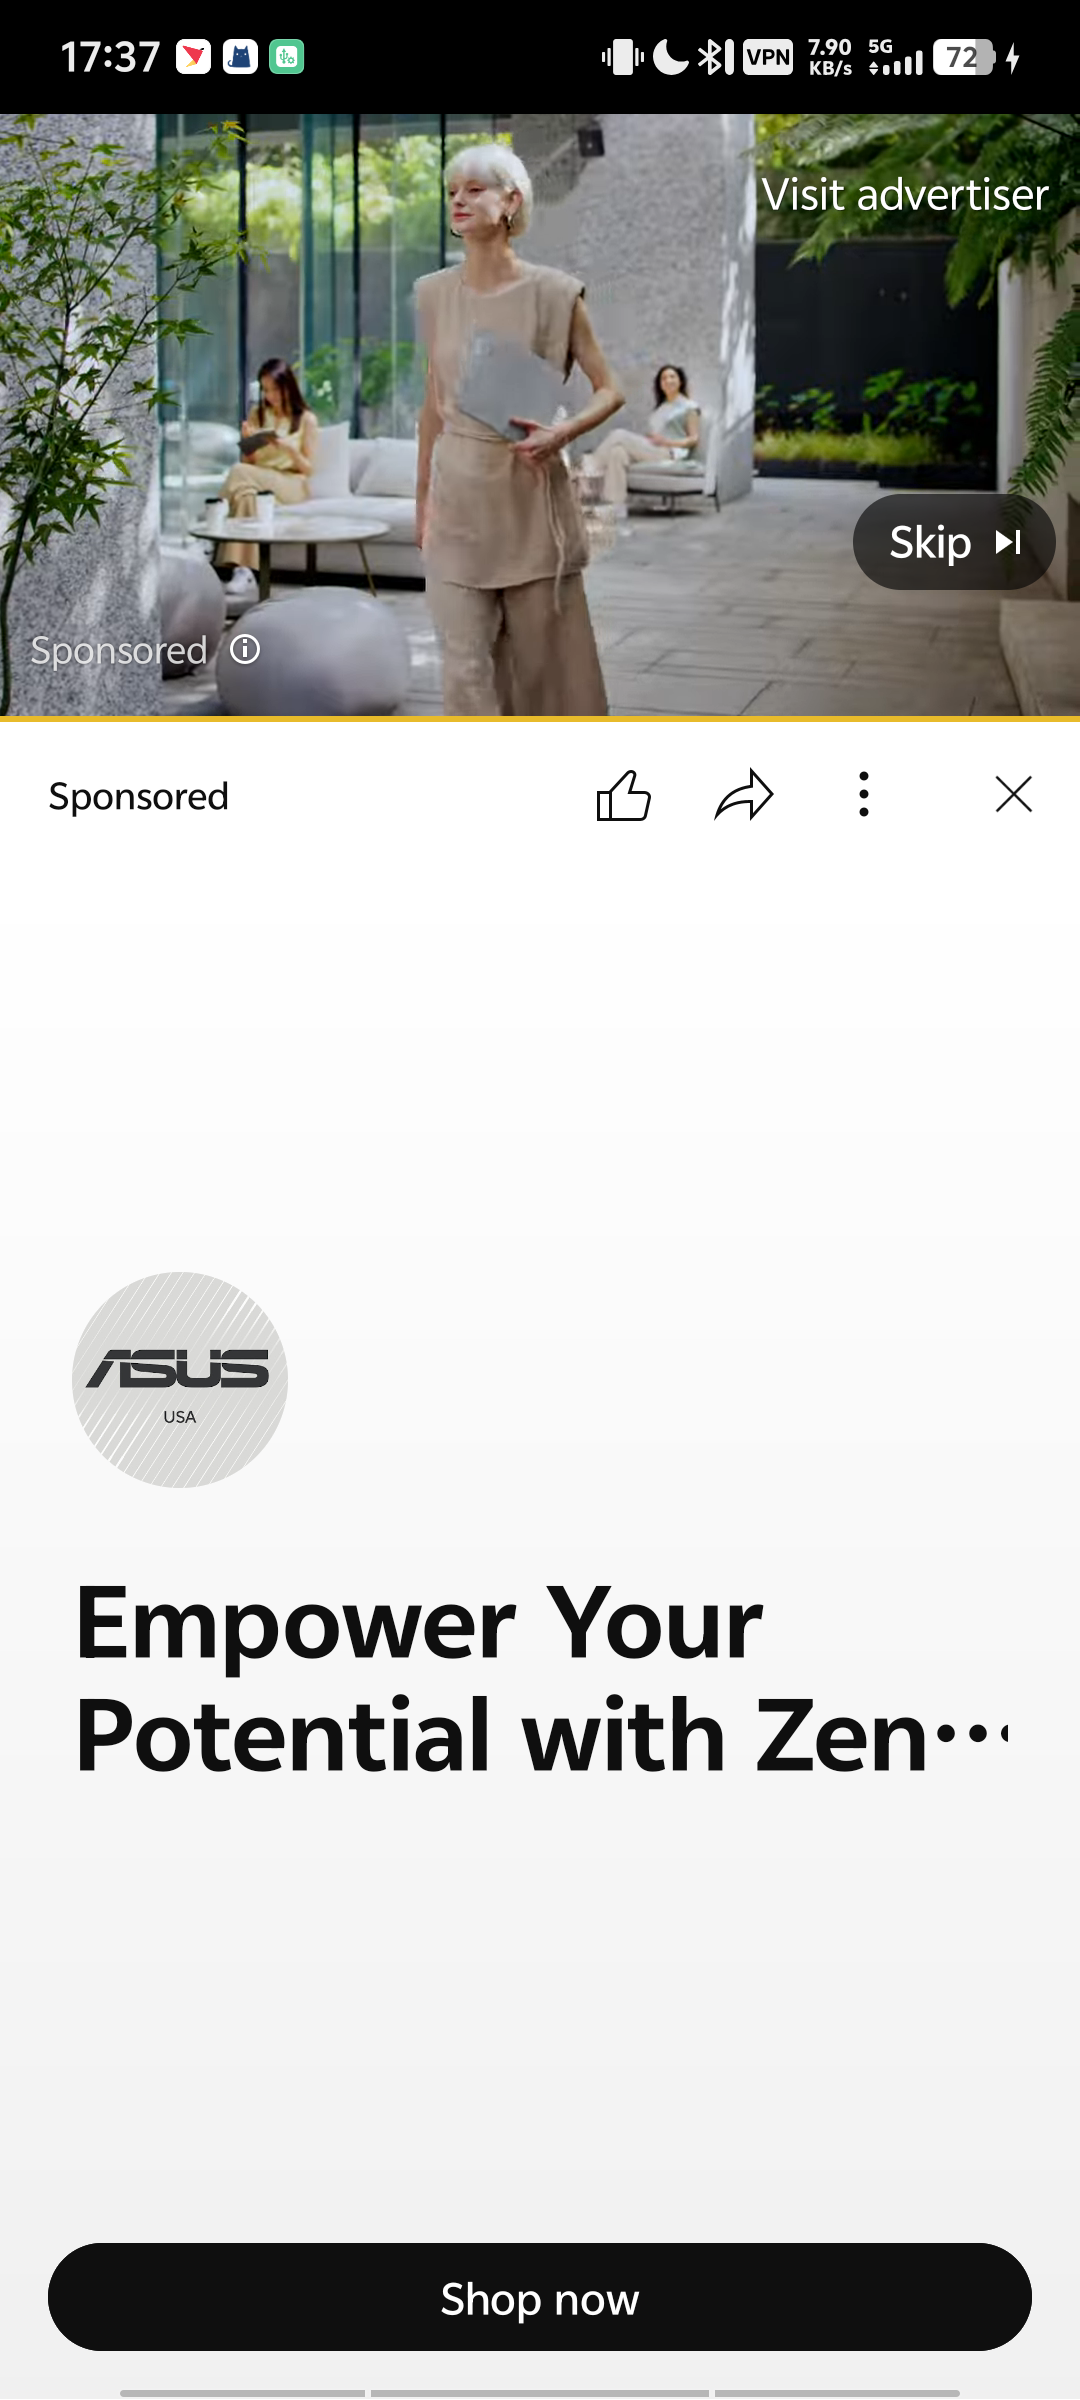 17:37
VPN
7.90
KB/s
5G
72
Visit advertiser
Skip
Sponsored
Sponsored
ASUS
USA
Empower Your
Potential with Zen…
Shop now